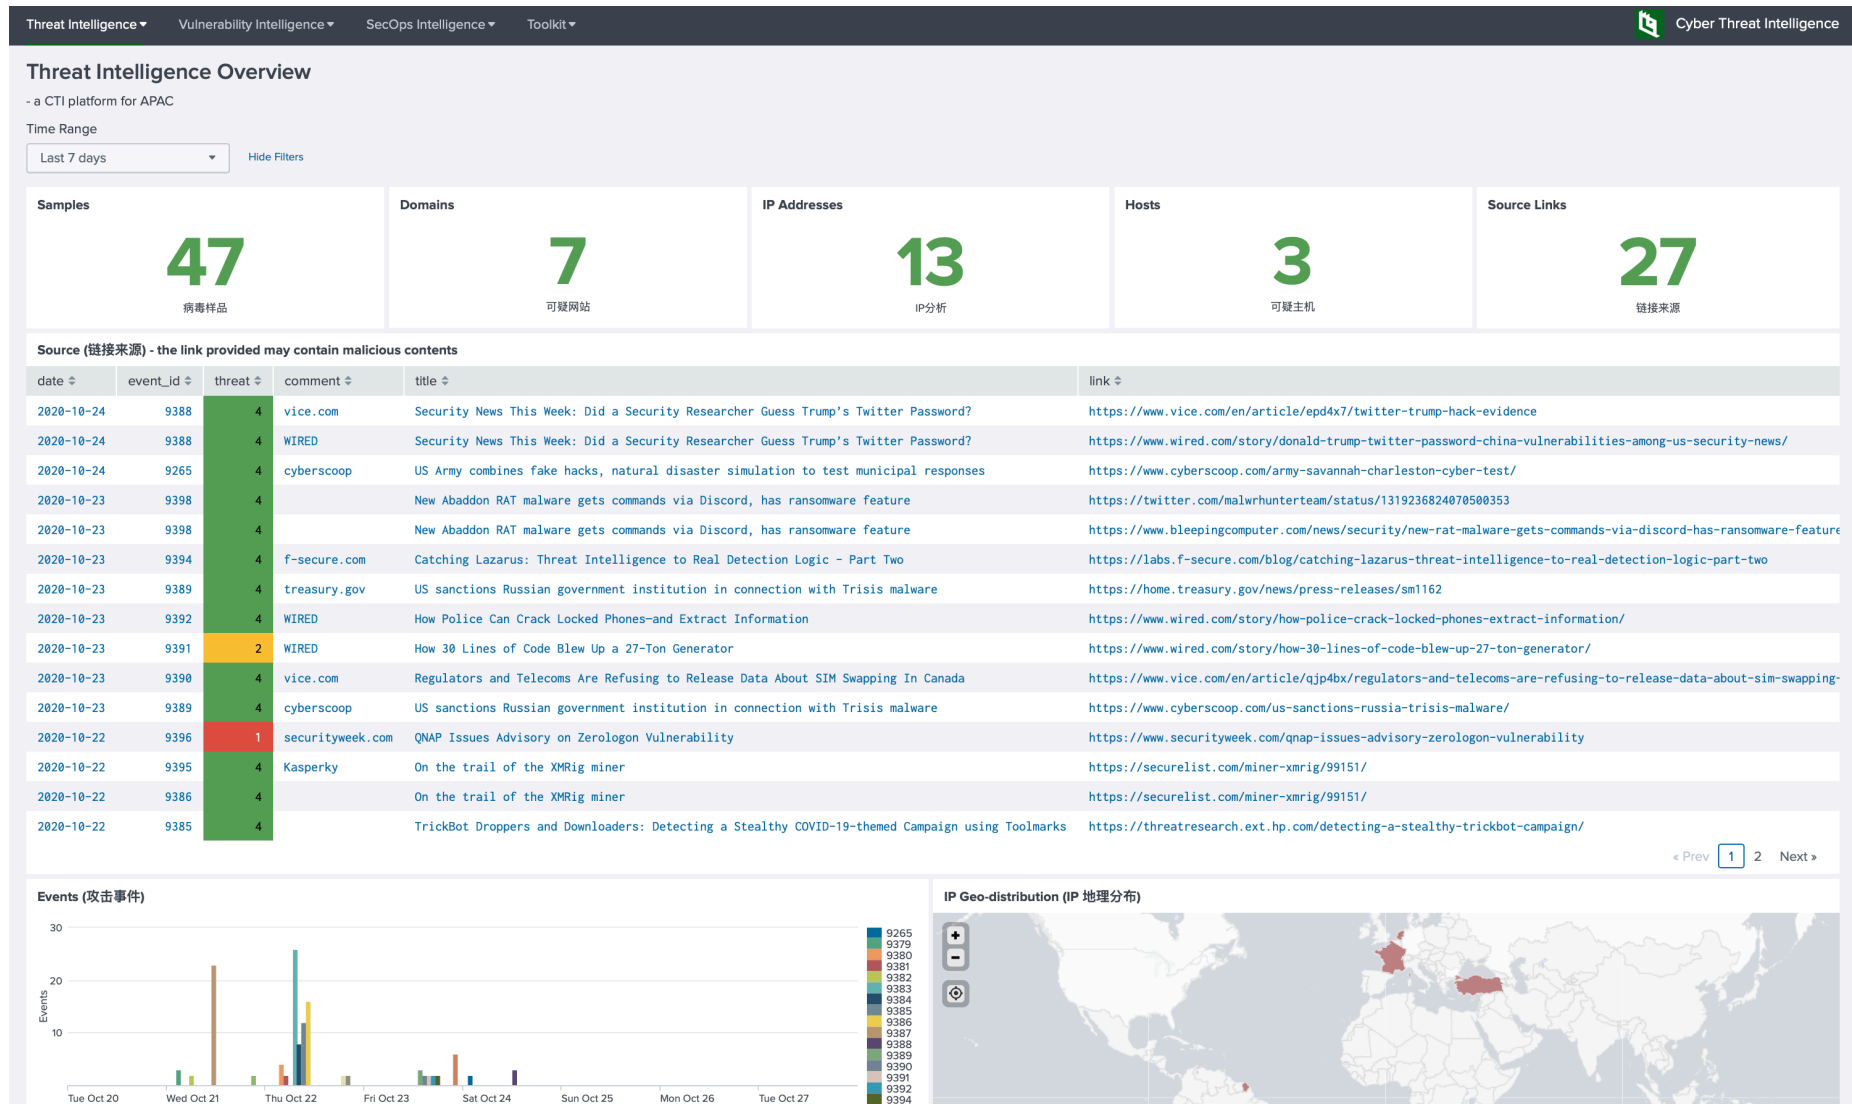 Threat Intelligence▾ Vulnerability Intelligence▾ SecOps Intelligence▾ Toolkit▾ Cyber Threat Intelligence
Threat Intelligence Overview
- a CTI platform for APAC
Time Range
Last 7 days Hide Filters
Samples Domains IP Addresses Hosts Source Links
47 7 13 3 27
病毒样品 可疑网站 IP分析 可疑主机 链接来源
Source (链接来源) - the link provided may contain malicious contents
date event_id threat comment title link
2020-10-24 9388 4 vice.com Security News This Week: Did a Security Researcher Guess Trump's Twitter Password? https://www.vice.com/en/article/epd4x7/twitter-trump-hack-evidence
2020-10-24 9388 4 WIRED Security News This Week: Did a Security Researcher Guess Trump's Twitter Password? https://www.wired.com/story/donald-trump-twitter-password-china-vulnerabilities-among-us-security-news/
2020-10-24 9265 4 cyberscoop US Army combines fake hacks, natural disaster simulation to test municipal responses https://www.cyberscoop.com/army-savannah-charleston-cyber-test/
2020-10-23 9398 4 New Abaddon RAT malware gets commands via Discord, has ransomware feature https://twitter.com/malwrhunterteam/status/1319236824070500353
2020-10-23 9398 4 New Abaddon RAT malware gets commands via Discord, has ransomware feature https://www.bleepingcomputer.com/news/security/new-rat-malware-gets-commands-via-discord-has-ransomware-feature
2020-10-23 9394 4 f-secure.com Catching Lazarus: Threat Intelligence to Real Detection Logic - Part Two https://labs.f-secure.com/blog/catching-lazarus-threat-intelligence-to-real-detection-logic-part-two
2020-10-23 9389 4 treasury.gov US sanctions Russian government institution in connection with Trisis malware https://home.treasury.gov/news/press-releases/sm1162
2020-10-23 9392 4 WIRED How Police Can Crack Locked Phones—and Extract Information https://www.wired.com/story/how-police-crack-locked-phones-extract-information/
2020-10-23 9391 2 WIRED How 30 Lines of Code Blew Up a 27-Ton Generator https://www.wired.com/story/how-30-lines-of-code-blew-up-27-ton-generator/
2020-10-23 9390 4 vice.com Regulators and Telecoms Are Refusing to Release Data About SIM Swapping In Canada https://www.vice.com/en/article/qjp4bx/regulators-and-telecoms-are-refusing-to-release-data-about-sim-swapping-
2020-10-23 9389 4 cyberscoop US sanctions Russian government institution in connection with Trisis malware https://www.cyberscoop.com/us-sanctions-russia-trisis-malware/
2020-10-22 9396 1 securityweek.com QNAP Issues Advisory on Zerologon Vulnerability https://www.securityweek.com/qnap-issues-advisory-zerologon-vulnerability
2020-10-22 9395 4 Kasperky On the trail of the XMRig miner https://securelist.com/miner-xmrig/99151/
2020-10-22 9386 4 On the trail of the XMRig miner https://securelist.com/miner-xmrig/99151/
2020-10-22 9385 4 TrickBot Droppers and Downloaders: Detecting a Stealthy COVID-19-themed Campaign using Toolmarks https://threatresearch.ext.hp.com/detecting-a-stealthy-trickbot-campaign/
« Prev 1 2 Next »
Events (攻击事件)
30
20
10
Events
Tue Oct 20 Wed Oct 21 Thu Oct 22 Fri Oct 23 Sat Oct 24 Sun Oct 25 Mon Oct 26 Tue Oct 27
9265
9379
9380
9381
9382
9383
9384
9385
9386
9387
9388
9389
9390
9391
9392
9394
IP Geo-distribution (IP 地理分布)
+
-